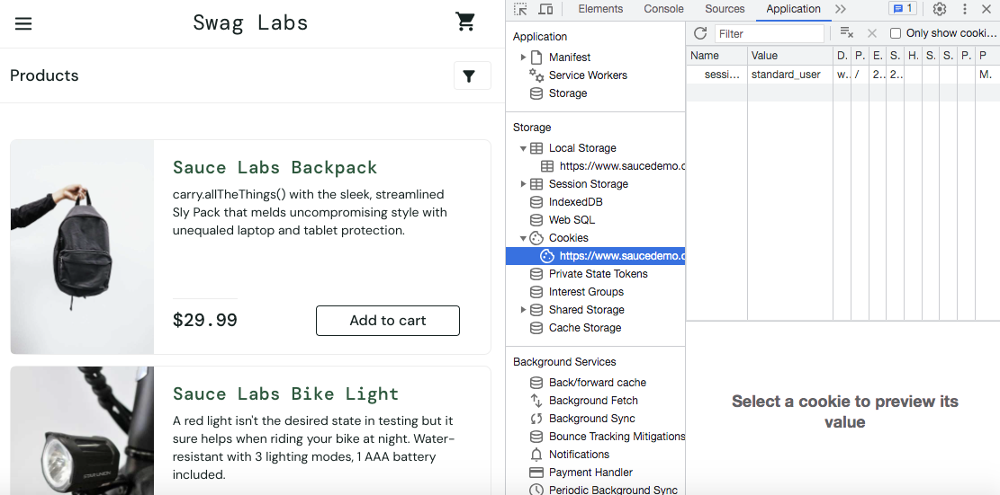 Swag Labs
Products
Sauce Labs Backpack
carry.allTheThings() with the sleek, streamlined
Sly Pack that melds uncompromising style with
unequaled laptop and tablet protection.
$29.99
Add to cart
Sauce Labs Bike Light
A red light isn't the desired state in testing but it
sure helps when riding your bike at night. Water-
resistant with 3 lighting modes, 1 AAA battery
included.
Elements Console Sources Application 1
Application
Manifest
Service Workers
Storage
Storage
Local Storage
https://www.saucedemo.c
Session Storage
IndexedDB
Web SQL
Cookies
https://www.saucedemo.c
Private State Tokens
Interest Groups
Shared Storage
Cache Storage
Background Services
Back/forward cache
Background Fetch
Background Sync
Bounce Tracking Mitigations
Notifications
Payment Handler
Periodic Background Sync
Filter Only show cooki...
Name Value D. P. E. S. H. S. S. P. P
sessi... standard_user w.. / 2.. 2.. M.
Select a cookie to preview its
value